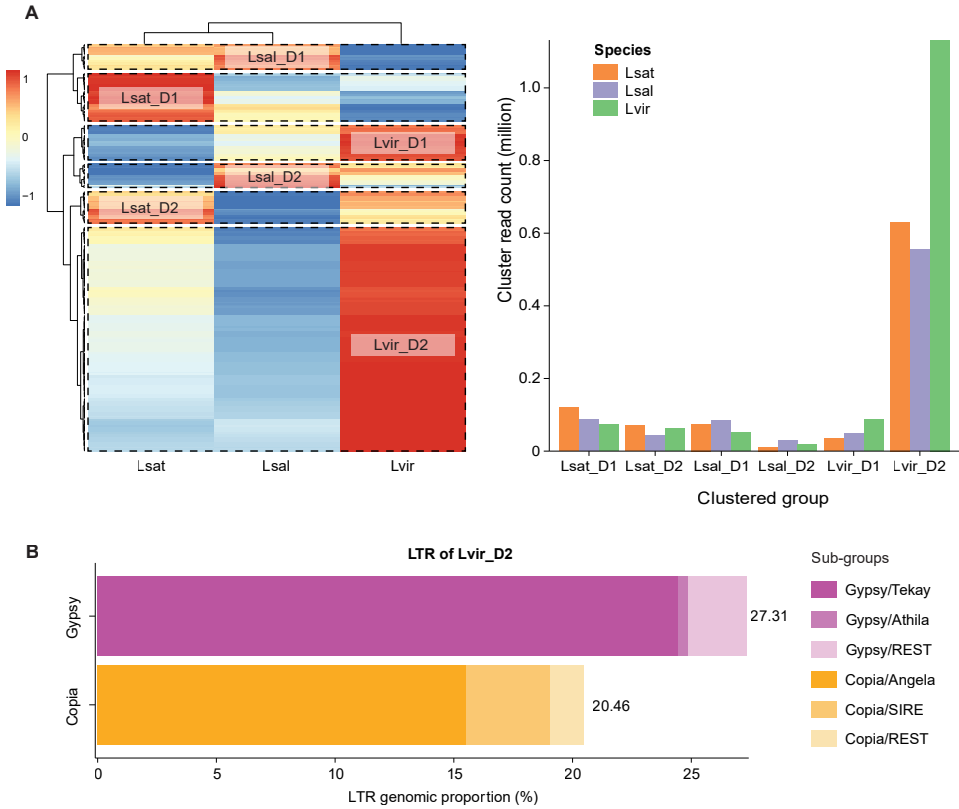 A
1
0
−1
Lsal_D1
Lsat_D1
Lvir_D1
Lsal_D2
Lsat_D2
Lvir_D2
Lsat Lsal Lvir
Species
Lsat
Lsal
Lvir
Cluster read count (million)
1.0
0.8
0.6
0.4
0.2
0
Lsat_D1 Lsat_D2 Lsal_D1 Lsal_D2 Lvir_D1 Lvir_D2
Clustered group
B
LTR of Lvir_D2
Gypsy
27.31
Copia
20.46
0 5 10 15 20 25
LTR genomic proportion (%)
Sub-groups
Gypsy/Tekay
Gypsy/Athila
Gypsy/REST
Copia/Angela
Copia/SIRE
Copia/REST